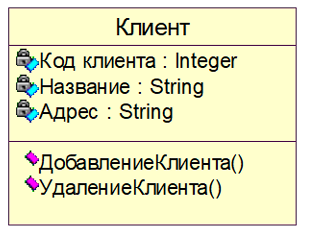 Клиент
Код клиента : Integer
Название : String
Адрес : String
ДобавлениеКлиента()
УдалениеКлиента()